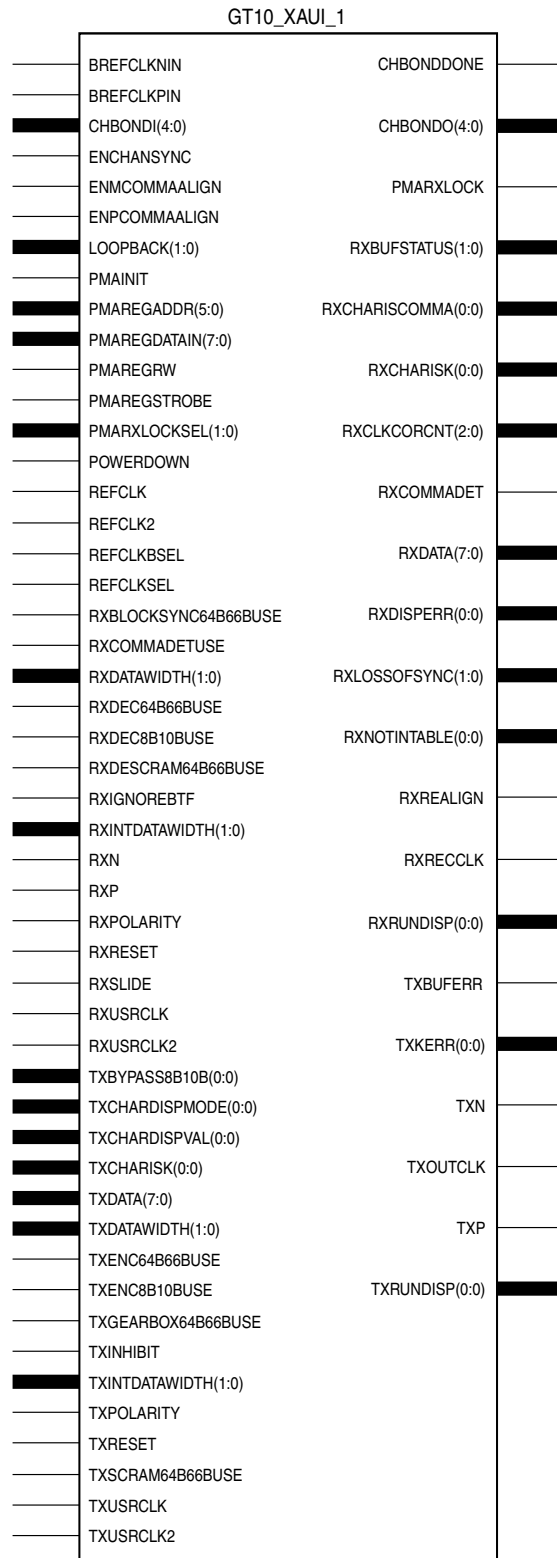 GT10_XAUI_1
BREFCLKNIN
BREFCLKPIN
CHBONDI(4:0)
ENCHANSYNC
ENMCOMMAALIGN
ENPCOMMAALIGN
LOOPBACK(1:0)
PMAINIT
PMAREGADDR(5:0)
PMAREGDATAIN(7:0)
PMAREGRW
PMAREGSTROBE
PMARXLOCKSEL(1:0)
POWERDOWN
REFCLK
REFCLK2
REFCLKBSEL
REFCLKSEL
RXBLOCKSYNC64B66BUSE
RXCOMMADETUSE
RXDATAWIDTH(1:0)
RXDEC64B66BUSE
RXDEC8B10BUSE
RXDESCRAM64B66BUSE
RXIGNOREBTF
RXINTDATAWIDTH(1:0)
RXN
RXP
RXPOLARITY
RXRESET
RXSLIDE
RXUSRCLK
RXUSRCLK2
TXBYPASS8B10B(0:0)
TXCHARDISPMODE(0:0)
TXCHARDISPVAL(0:0)
TXCHARISK(0:0)
TXDATA(7:0)
TXDATAWIDTH(1:0)
TXENC64B66BUSE
TXENC8B10BUSE
TXGEARBOX64B66BUSE
TXINHIBIT
TXINTDATAWIDTH(1:0)
TXPOLARITY
TXRESET
TXSCRAM64B66BUSE
TXUSRCLK
TXUSRCLK2
CHBONDDONE
CHBONDO(4:0)
PMARXLOCK
RXBUFSTATUS(1:0)
RXCHARISCOMMA(0:0)
RXCHARISK(0:0)
RXCLKCORCNT(2:0)
RXCOMMADET
RXDATA(7:0)
RXDISPERR(0:0)
RXLOSSOFSYNC(1:0)
RXNOTINTABLE(0:0)
RXREALIGN
RXRECCLK
RXRUNDISP(0:0)
TXBUFERR
TXKERR(0:0)
TXN
TXOUTCLK
TXP
TXRUNDISP(0:0)